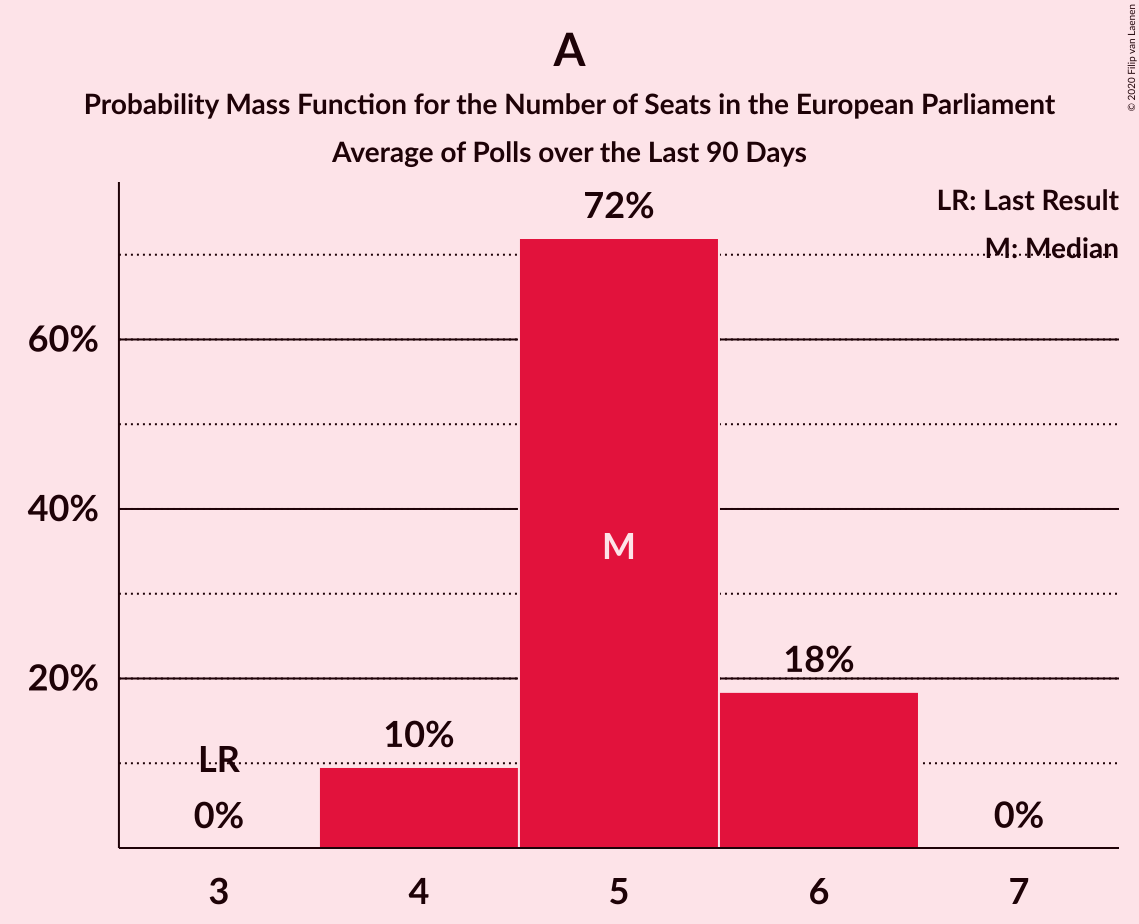 A
Probability Mass Function for the Number of Seats in the European Parliament
Average of Polls over the Last 90 Days
© 2020 Filip van Laenen
LR: Last Result
M: Median
72%
60%
40%
M
18%
20%
10%
LR
0%
0%
3 4 5 6 7